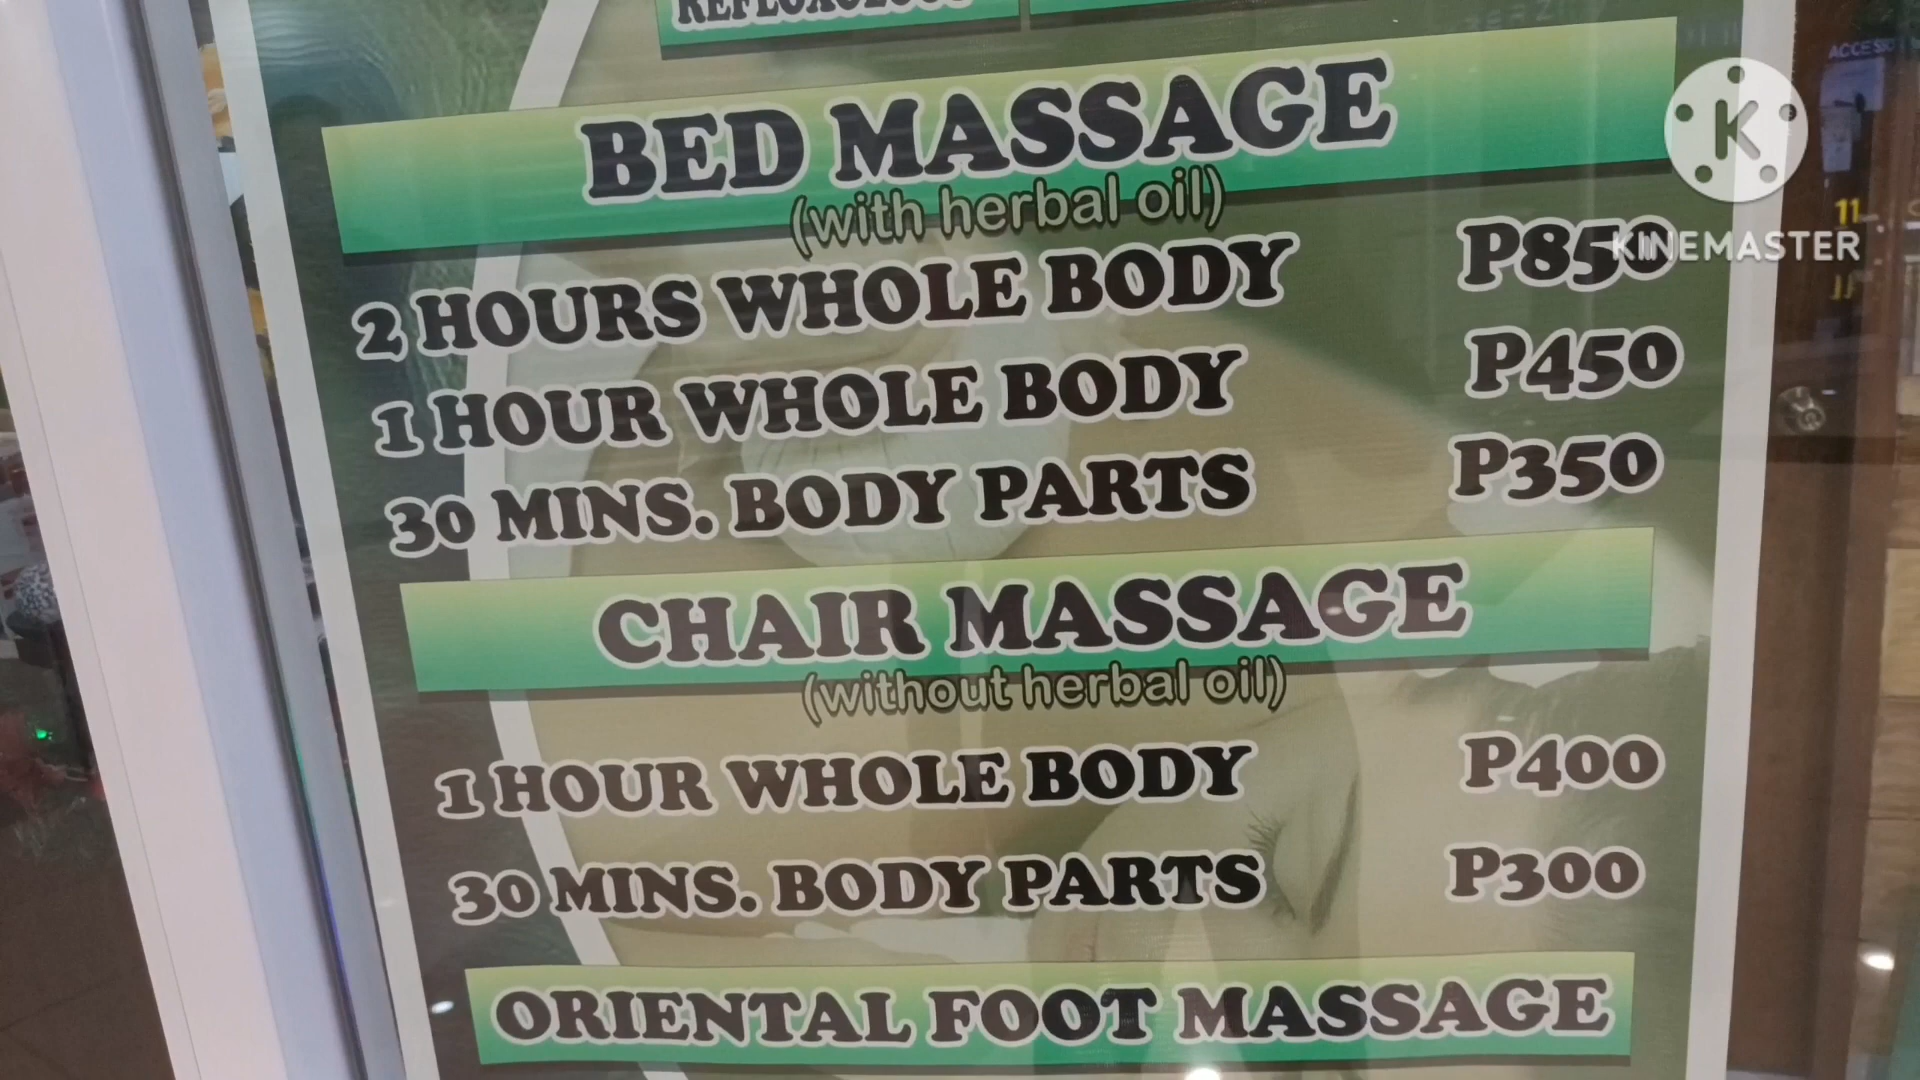 BED MASSAGE
(with herbal oil)
2 HOURS WHOLE BODY P850
1 HOUR WHOLE BODY P450
30 MINS. BODY PARTS P350
CHAIR MASSAGE
(without herbal oil)
1 HOUR WHOLE BODY P400
30 MINS. BODY PARTS P300
ORIENTAL FOOT MASSAGE
K
KINEMASTER
11